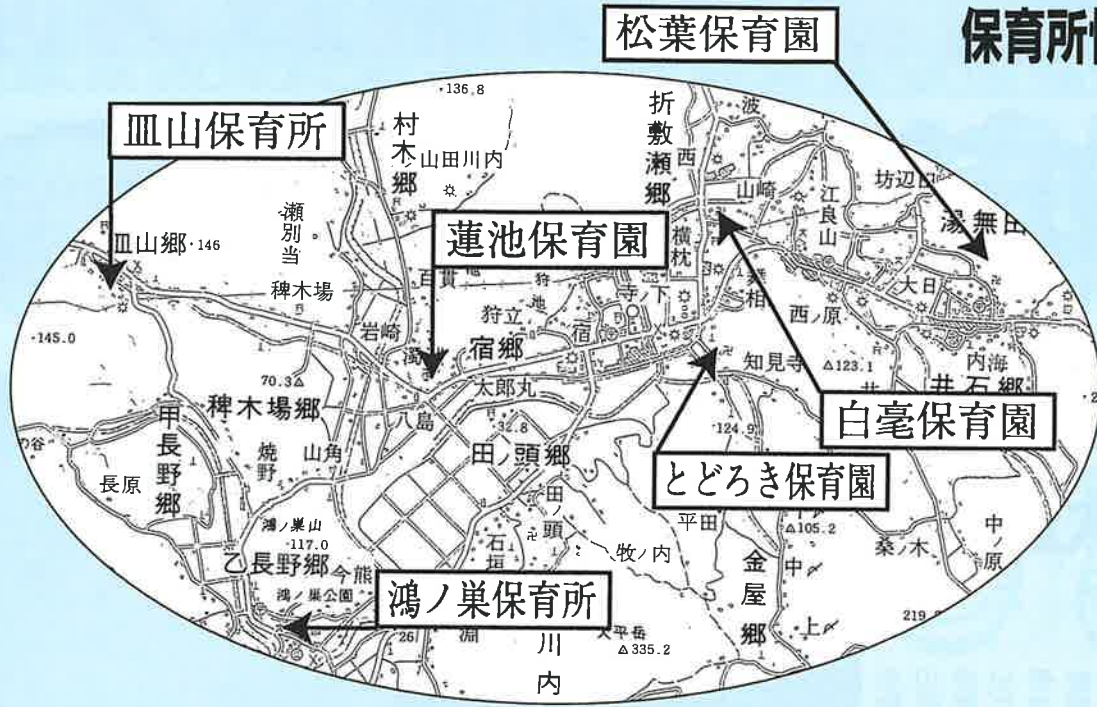 保育所
松葉保育園
皿山保育所
蓮池保育園
白毫保育園
とどろき保育園
鴻ノ巣保育所
・136.8
村木郷
山田川内
折敷瀬郷
波
西
山崎
江良山
坊辺田
湯無田
瀬別当
皿山郷・146
稗木場
百貫
狩立
横枕
寺ノ下
舞相
大日
西ノ原
岩崎
宿郷
宿
知見寺
△123.1
内海
井石郷
・145.0
70.3△
太郎丸
稗木場郷
八島
32.8
・124.9
甲長野郷
焼野
山角
田ノ頭郷
長原
田ノ頭
石垣
平田
△105.2
中ノ原
鴻ノ巣山
・117.0
牧ノ内
桑ノ木
乙長野郷
今熊
金屋郷
中
鴻ノ巣公園
上
219.
26
淵
川内
太平岳
△335.2